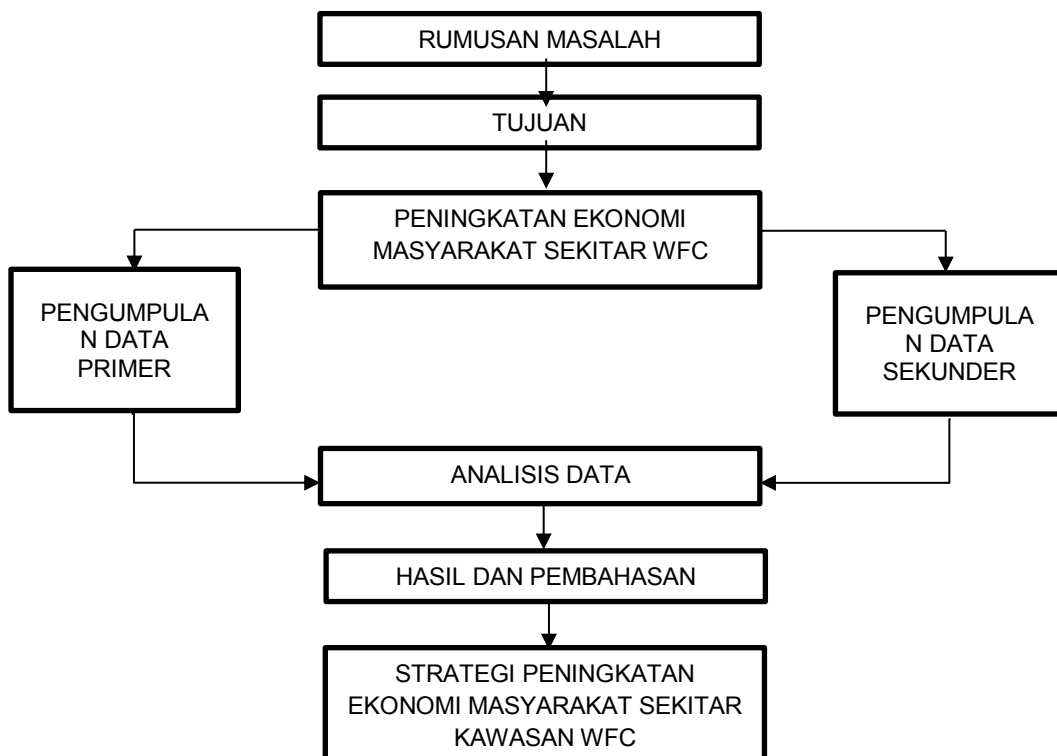 RUMUSAN MASALAH
TUJUAN
PENINGKATAN EKONOMI
MASYARAKAT SEKITAR WFC
PENGUMPULA
N DATA
PRIMER
PENGUMPULA
N DATA
SEKUNDER
ANALISIS DATA
HASIL DAN PEMBAHASAN
STRATEGI PENINGKATAN
EKONOMI MASYARAKAT SEKITAR
KAWASAN WFC